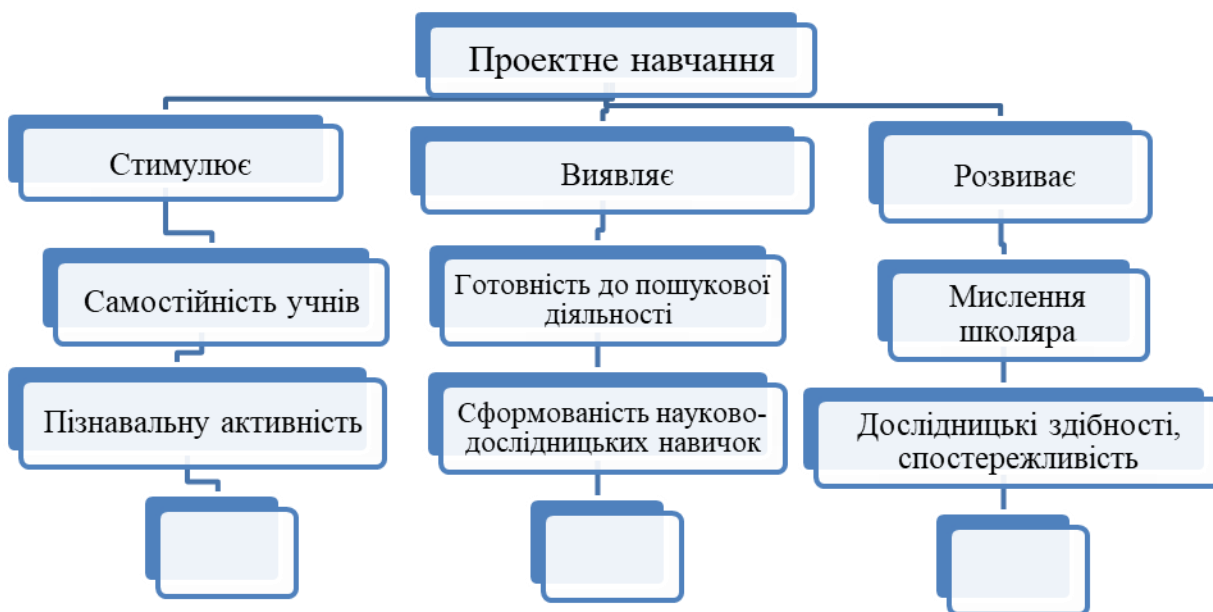 Проектне навчання
Стимулює
Виявляє
Розвиває
Самостійність учнів
Готовність до пошукової
діяльності
Мислення
школяра
Пізнавальну активність
Сформованість науково-
дослідницьких навичок
Дослідницькі здібності,
спостережливість